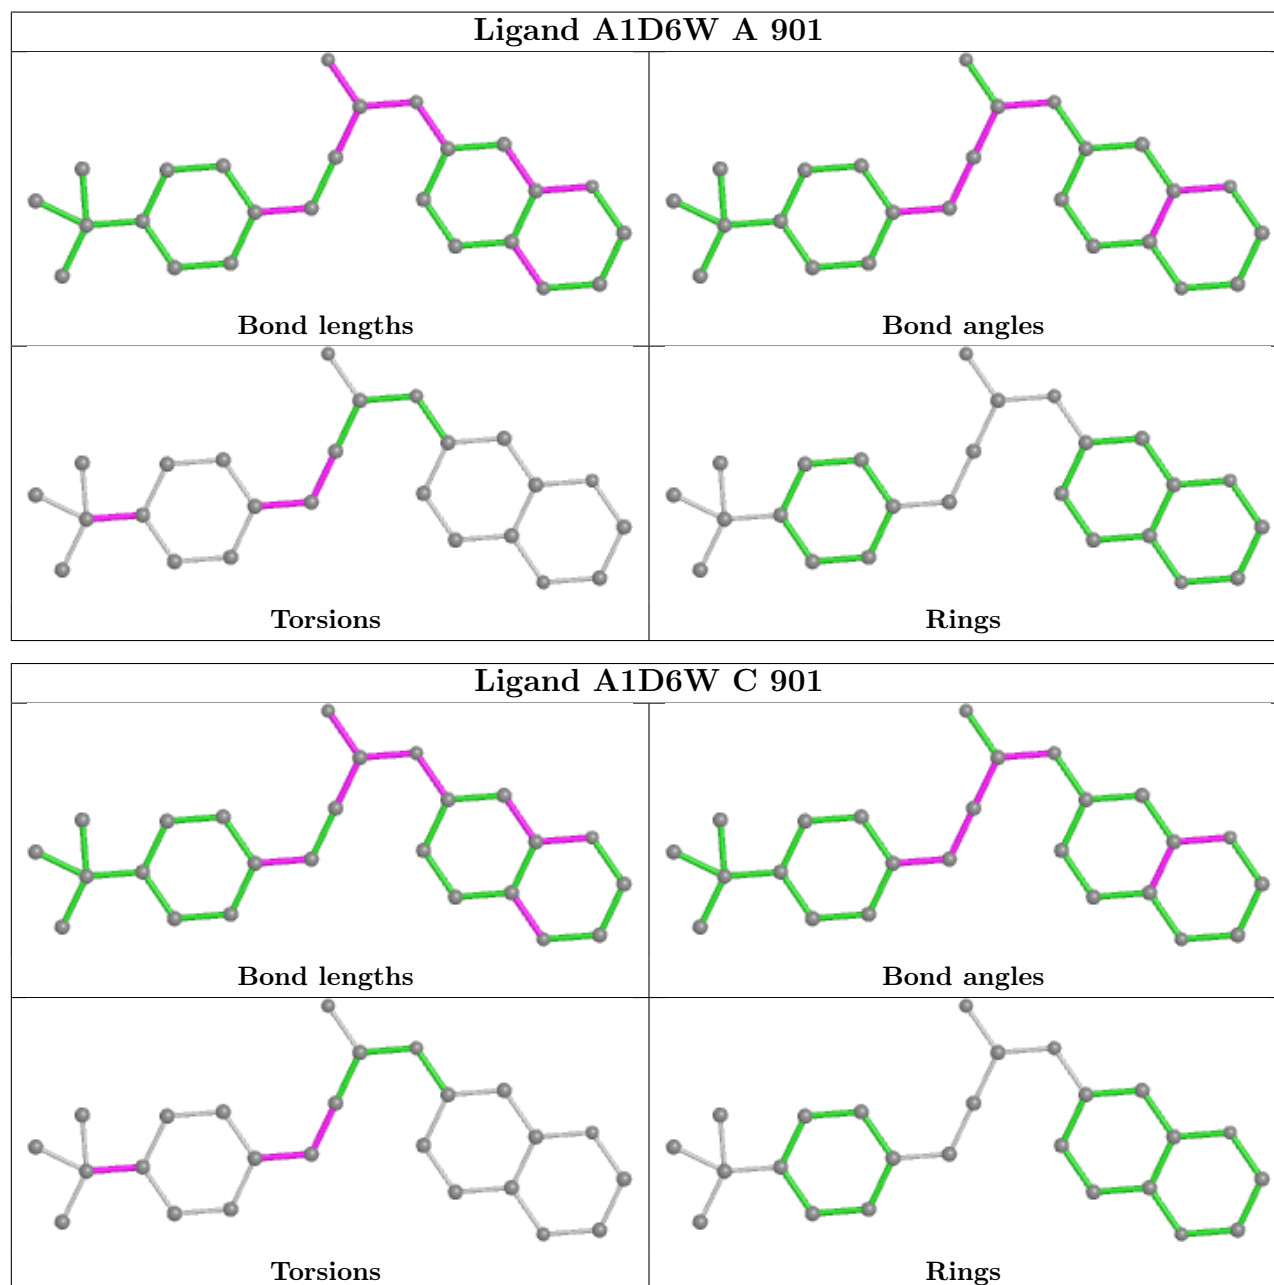 Ligand A1D6W A 901
Bond lengths
Bond angles
Torsions
Rings
Ligand A1D6W C 901
Bond lengths
Bond angles
Torsions
Rings